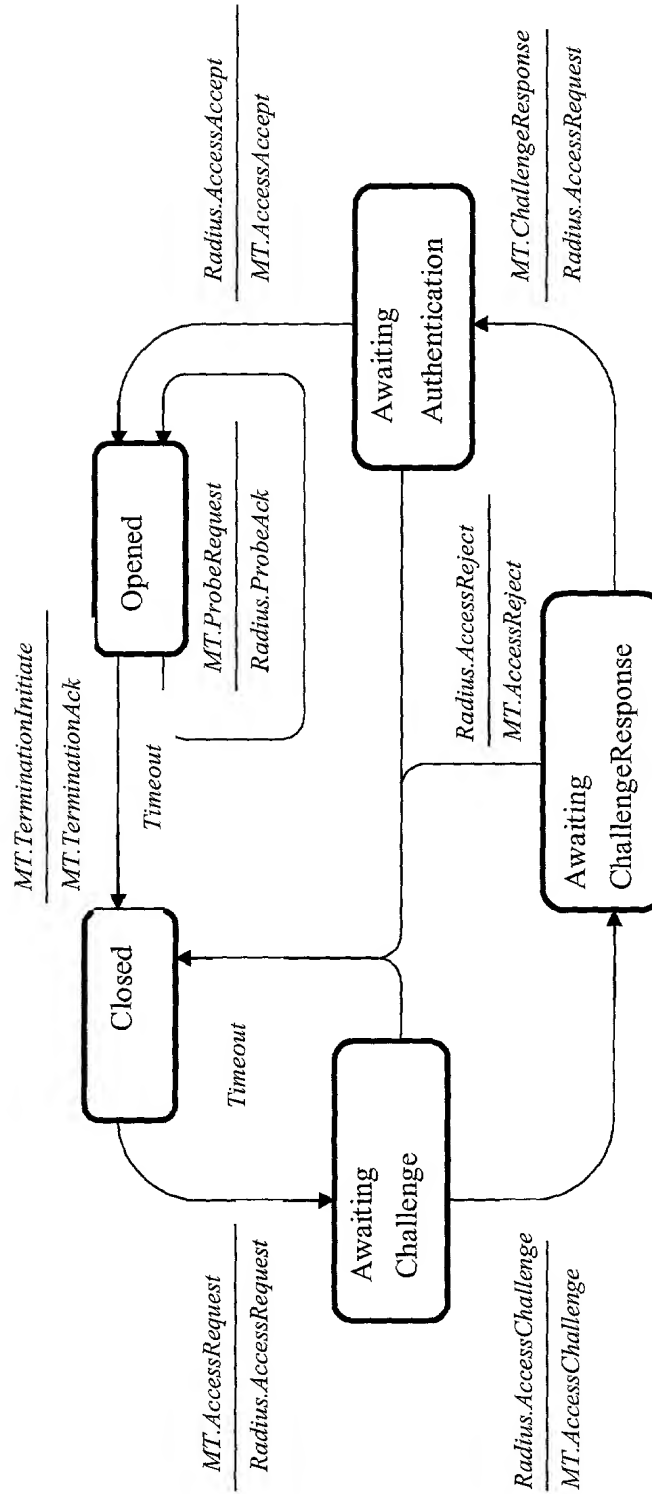 MT.TerminationInitiate
MT.TerminationAck
Radius.AccessAccept
MT.AccessAccept
Closed
Opened
Timeout
MT.ProbeRequest
Radius.ProbeAck
Timeout
MT.AccessRequest
Radius.AccessRequest
Awaiting
Challenge
Awaiting
Authentication
Radius.AccessReject
MT.AccessReject
Radius.AccessChallenge
MT.AccessChallenge
Awaiting
ChallengeResponse
MT.ChallengeResponse
Radius.AccessRequest